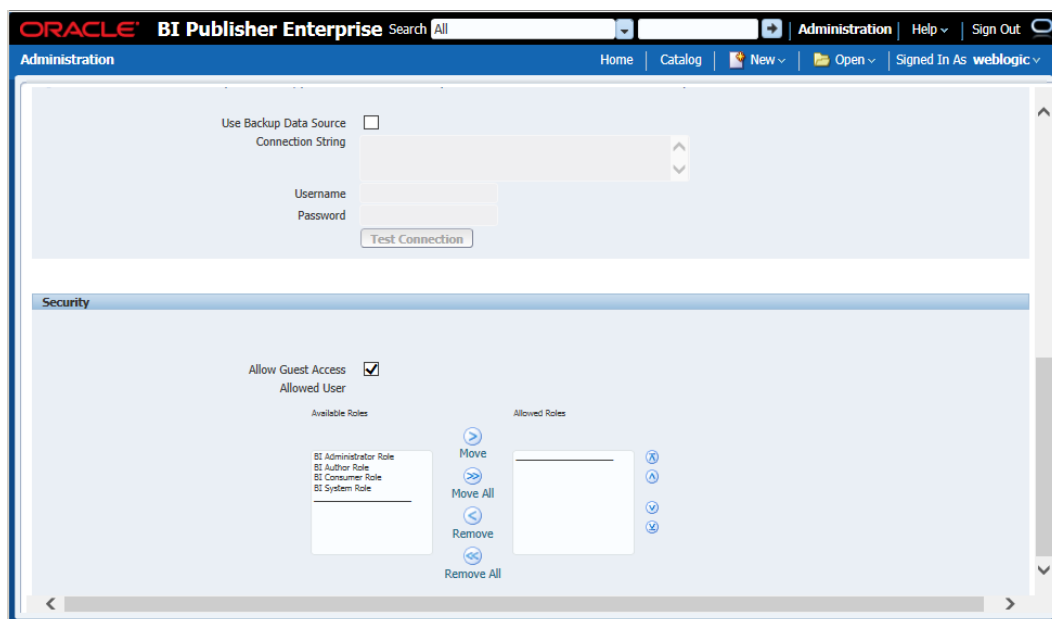 ORACLE BI Publisher Enterprise Search All Administration Help Sign Out
Administration Home Catalog New Open Signed In As weblogic
Use Backup Data Source
Connection String
Username
Password
Test Connection
Security
Allow Guest Access
Allowed User
Available Roles Allowed Roles
BI Administrator Role
BI Author Role
BI Consumer Role
BI System Role
Move
Move All
Remove
Remove All